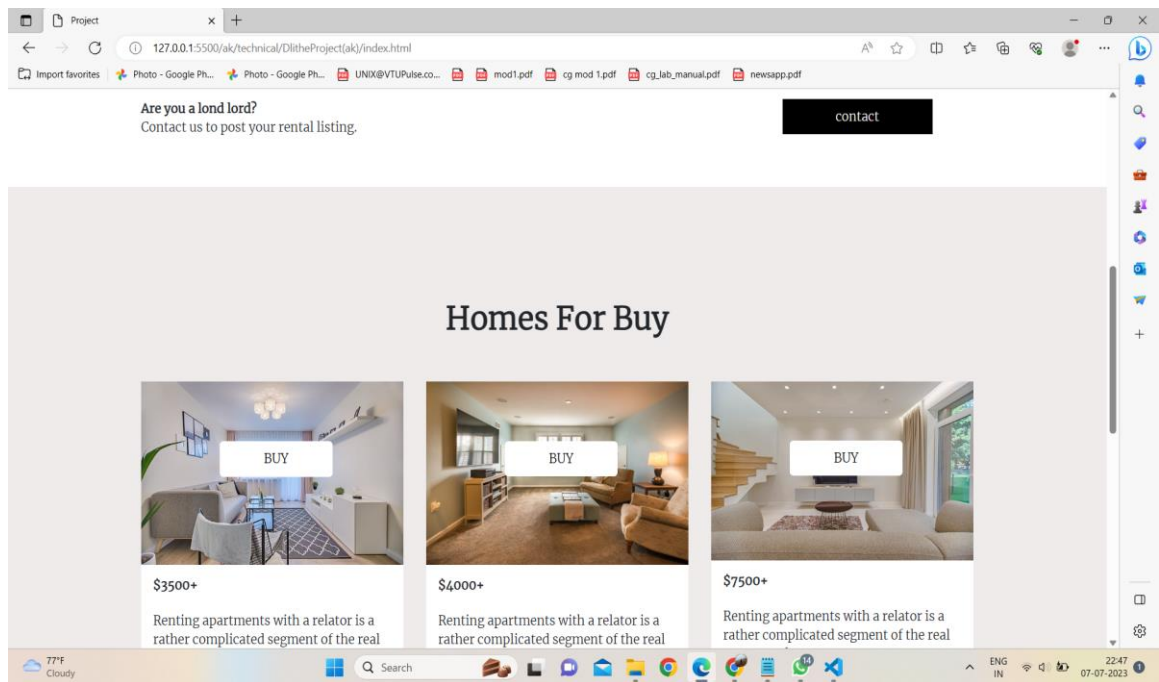 Project
127.0.0.1:5500/ak/technical/DlitheProject(ak)/index.html
Import favorites Photo - Google Ph... Photo - Google Ph... UNIX@VTUPulse.co... mod1.pdf cg mod 1.pdf cg_lab_manual.pdf newsapp.pdf
Are you a lond lord?
Contact us to post your rental listing.
contact
Homes For Buy
BUY BUY BUY
$3500+ $4000+ $7500+
Renting apartments with a relator is a Renting apartments with a relator is a Renting apartments with a relator is a
rather complicated segment of the real rather complicated segment of the real rather complicated segment of the real
77°F
Cloudy
Search
14
ENG
IN
22:47
07-07-2023
1